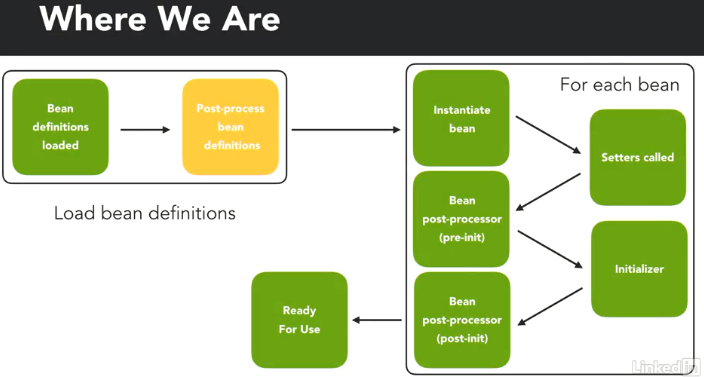 Where We Are
Bean
definitions
loaded
Post-process
bean
definitions
Load bean definitions
For each bean
Instantiate
bean
Setters called
Bean
post-processor
(pre-init)
Initializer
Bean
post-processor
(post-init)
Ready
For Use
Linked in